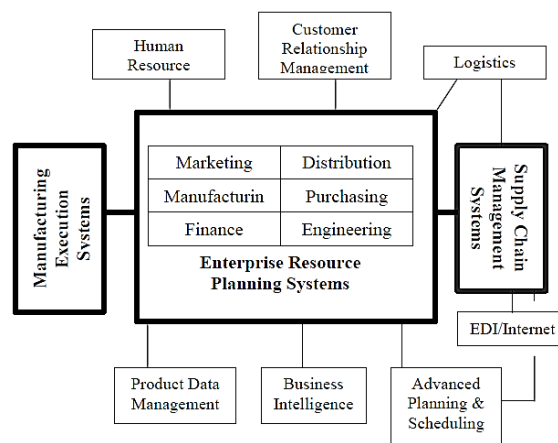 Human
Resource
Customer
Relationship
Management
Logistics
Manufacturing
Execution
Systems
Marketing
Distribution
Manufacturin
Purchasing
Finance
Engineering
Enterprise Resource
Planning Systems
Supply Chain
Management
Systems
EDI/Internet
Product Data
Management
Business
Intelligence
Advanced
Planning &
Scheduling